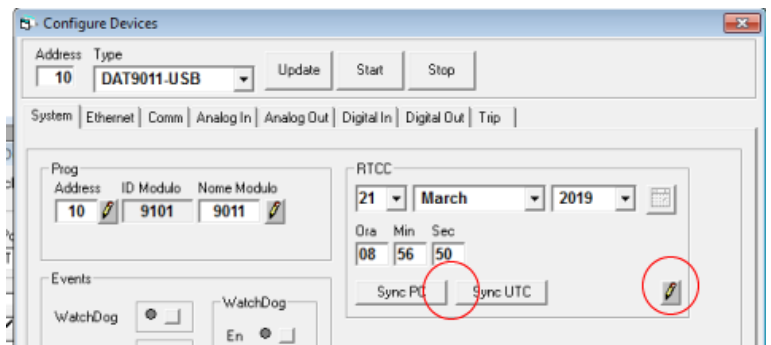 Configure Devices
Address Type
10 DAT9011-USB Update Start Stop
System Ethernet Comm Analog In Analog Out Digital In Digital Out Trip
Prog
Address ID Modulo Nome Modulo
10 9101 9011
RTCC
21 March 2019
Ora Min Sec
08 56 50
Sync PC Sync UTC
Events
WatchDog
WatchDog
En